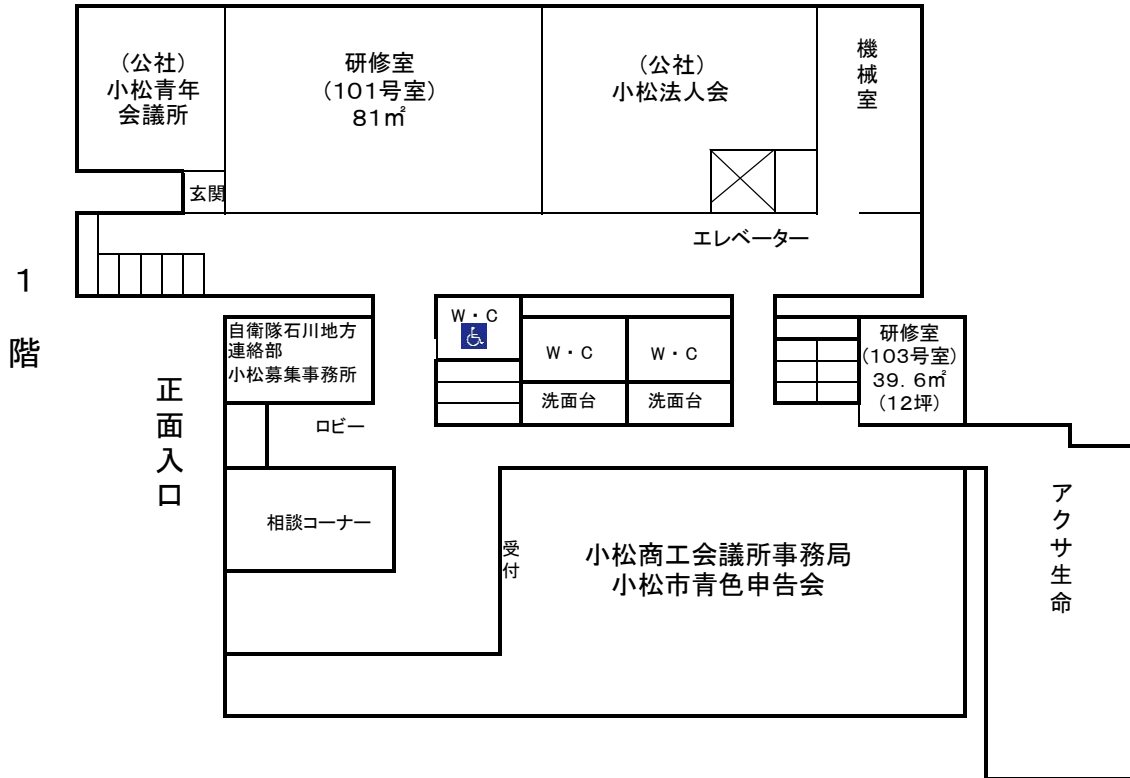 (公社)
小松青年
会議所
研修室
(101号室)
81㎡
(公社)
小松法人会
機械室
玄関
エレベーター
1階
自衛隊石川地方
連絡部
小松募集事務所
W・C
W・C
W・C
洗面台
洗面台
研修室
(103号室)
39.6㎡
(12坪)
正面入口
ロビー
相談コーナー
受付
小松商工会議所事務局
小松市青色申告会
アクサ生命